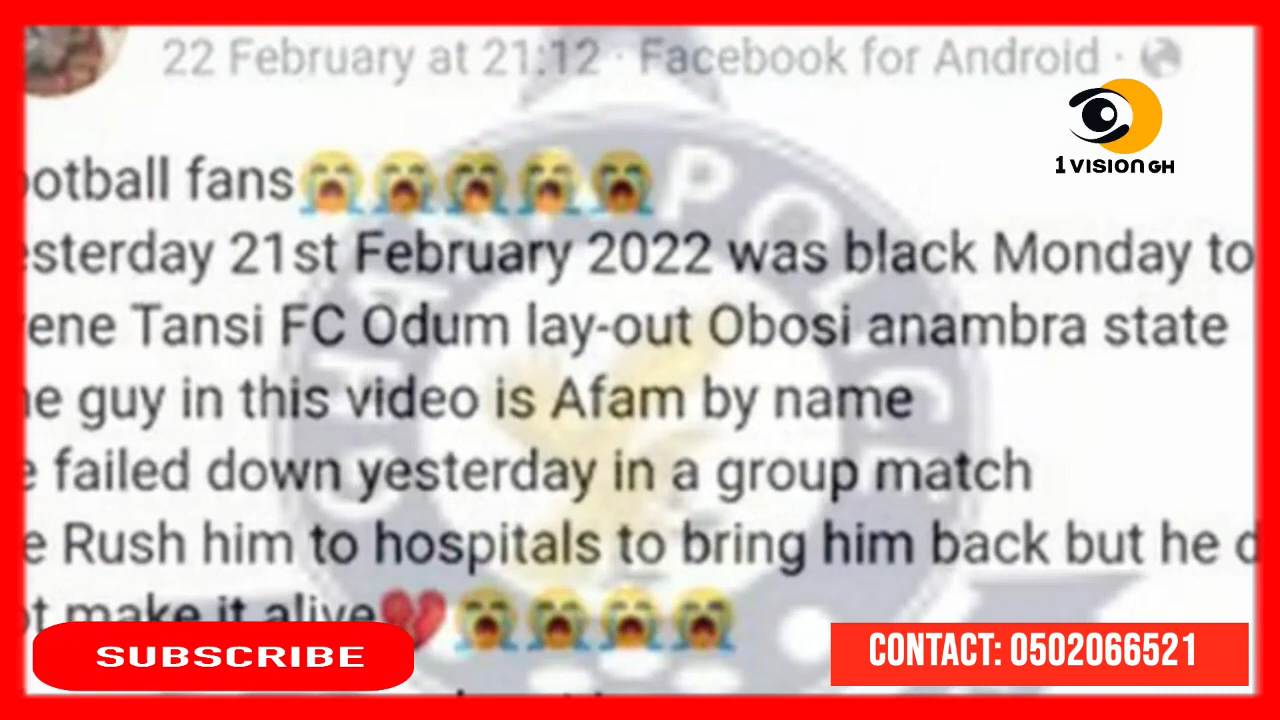 22 February at 21:12 · Facebook for Android ·
1 VISION GH
ootball fans😭😭😭😭😭
esterday 21st February 2022 was black Monday to
ene Tansi FC Odum lay-out Obosi anambra state
e guy in this video is Afam by name
e failed down yesterday in a group match
e Rush him to hospitals to bring him back but he d
t make it alive💔😭😭😭😭
SUBSCRIBE
CONTACT: 0502066521
GHANA POLICE